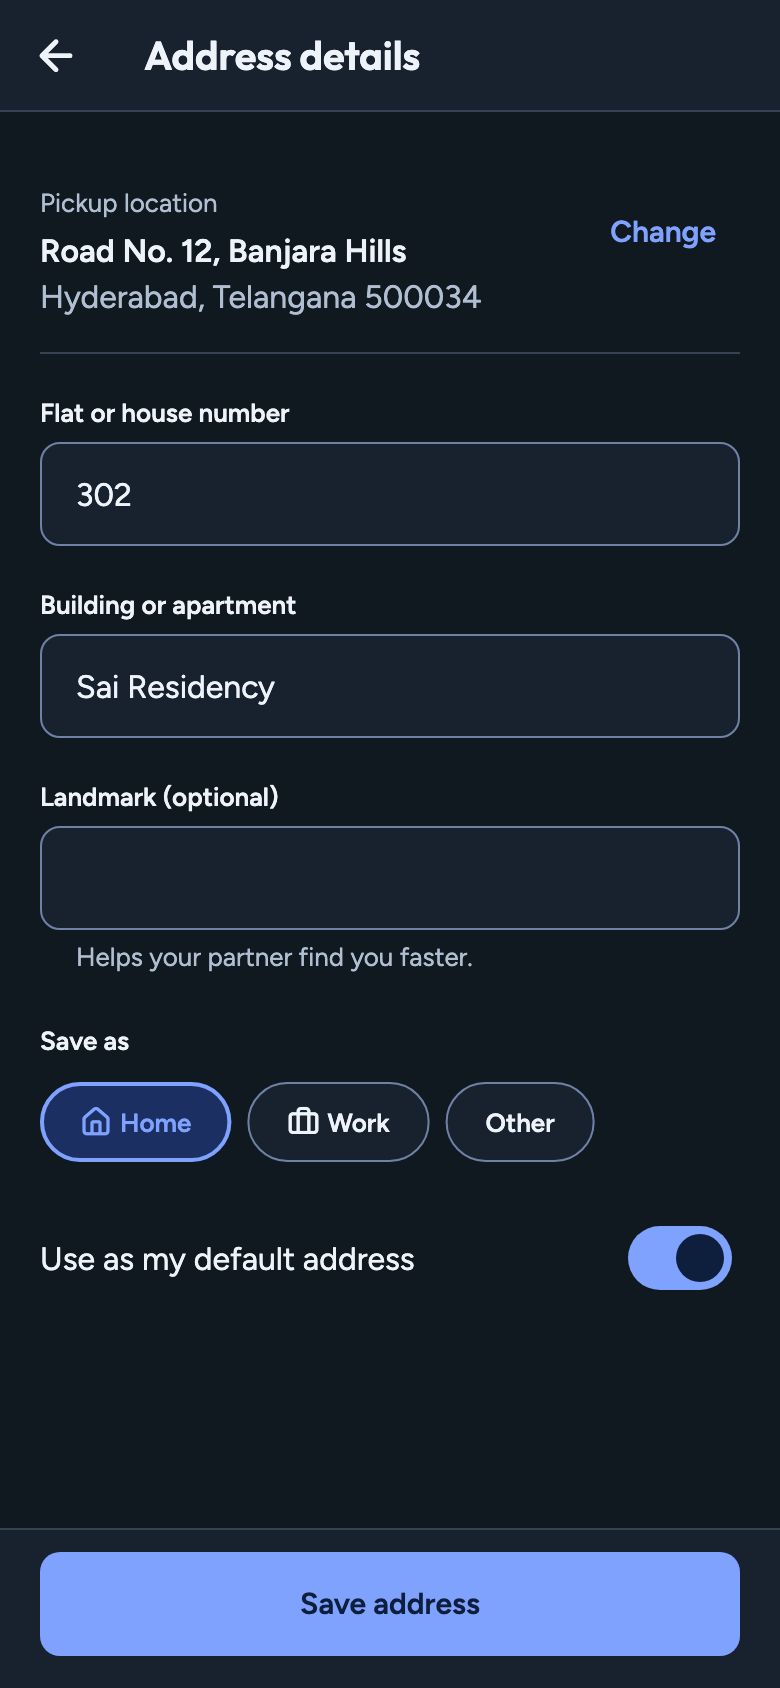 Address details
Pickup location
Road No. 12, Banjara Hills
Hyderabad, Telangana 500034
Change
Flat or house number
302
Building or apartment
Sai Residency
Landmark (optional)
Helps your partner find you faster.
Save as
Home
Work
Other
Use as my default address
Save address